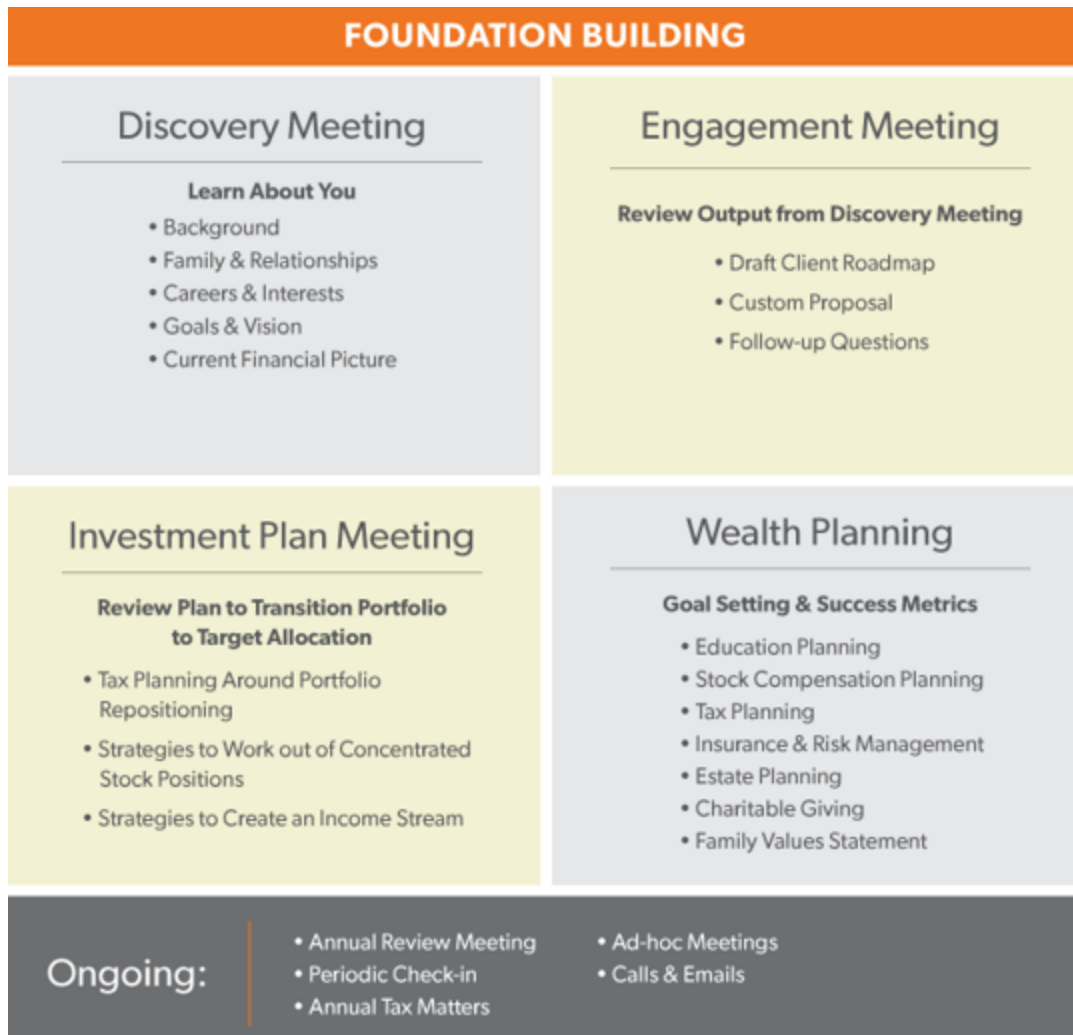 FOUNDATION BUILDING
Discovery Meeting
Learn About You
• Background
• Family & Relationships
• Careers & Interests
• Goals & Vision
• Current Financial Picture
Engagement Meeting
Review Output from Discovery Meeting
• Draft Client Roadmap
• Custom Proposal
• Follow-up Questions
Investment Plan Meeting
Review Plan to Transition Portfolio
to Target Allocation
• Tax Planning Around Portfolio
Repositioning
• Strategies to Work out of Concentrated
Stock Positions
• Strategies to Create an Income Stream
Wealth Planning
Goal Setting & Success Metrics
• Education Planning
• Stock Compensation Planning
• Tax Planning
• Insurance & Risk Management
• Estate Planning
• Charitable Giving
• Family Values Statement
Ongoing:
• Annual Review Meeting
• Periodic Check-in
• Annual Tax Matters
• Ad-hoc Meetings
• Calls & Emails